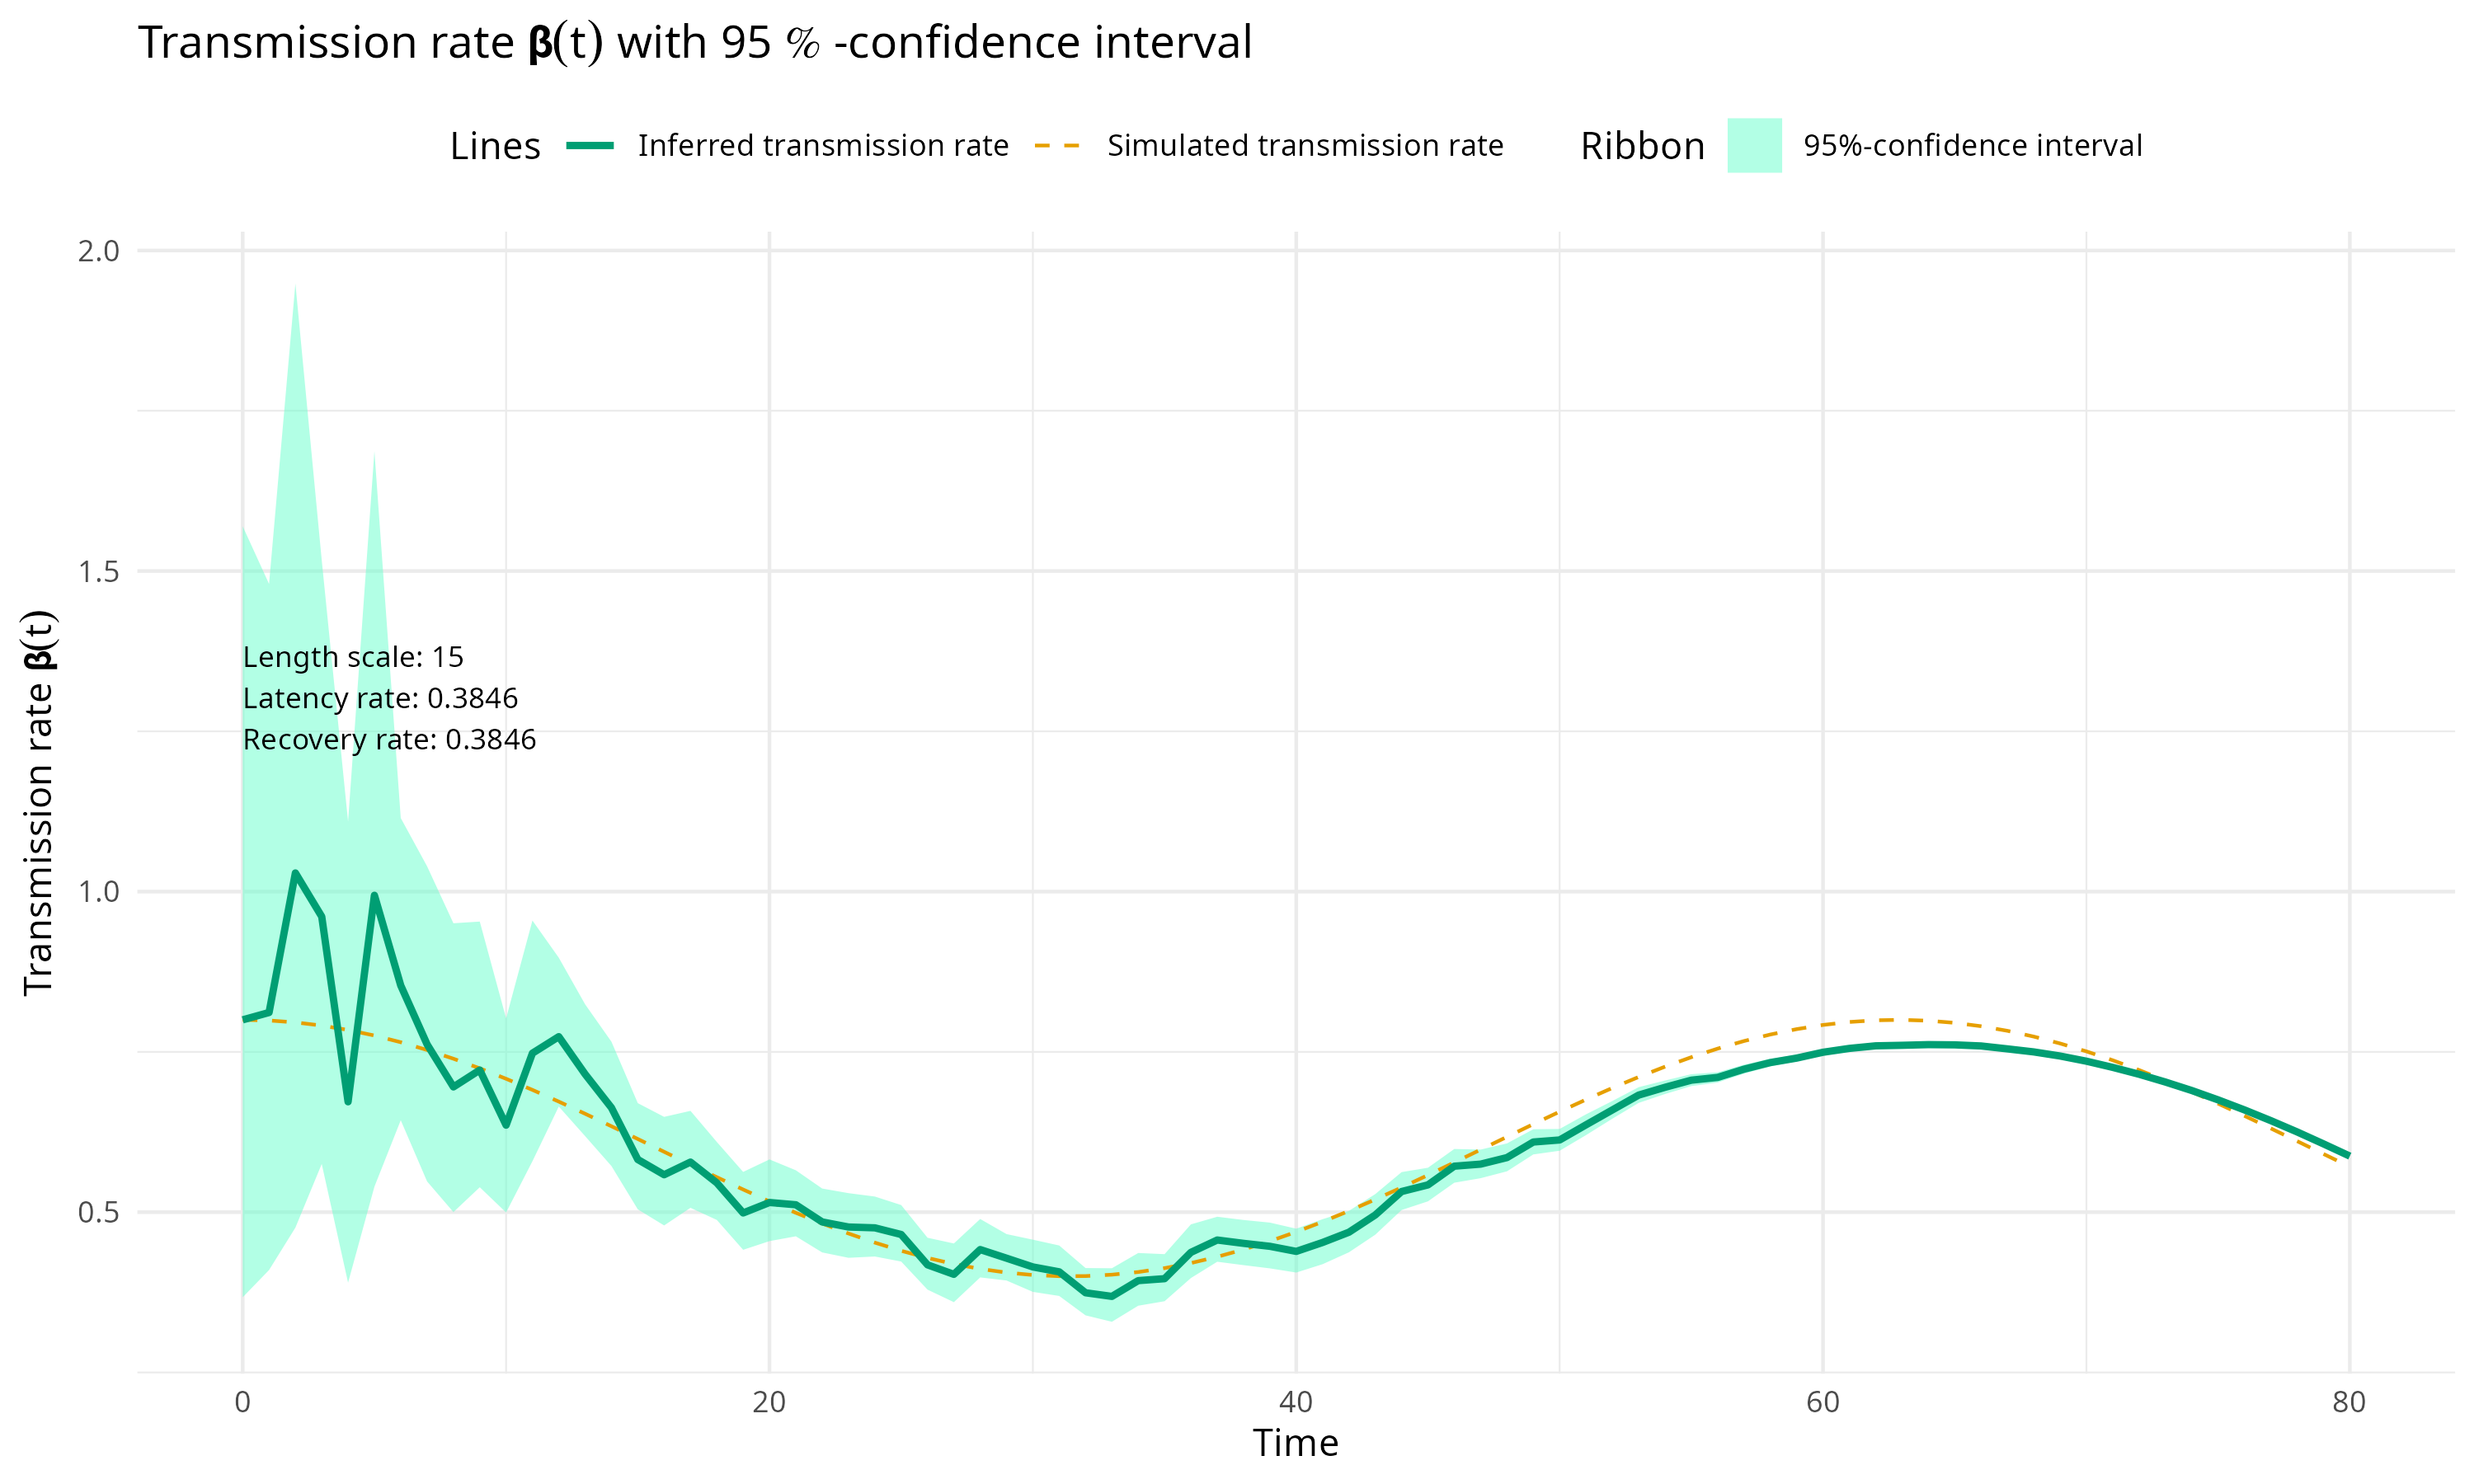 Transmission rate β(t) with 95 % -confidence interval
Lines Inferred transmission rate Simulated transmission rate Ribbon 95%-confidence interval
Transmission rate β(t)
2.0
1.5
1.0
0.5
Length scale: 15
Latency rate: 0.3846
Recovery rate: 0.3846
0 20 40 60 80
Time